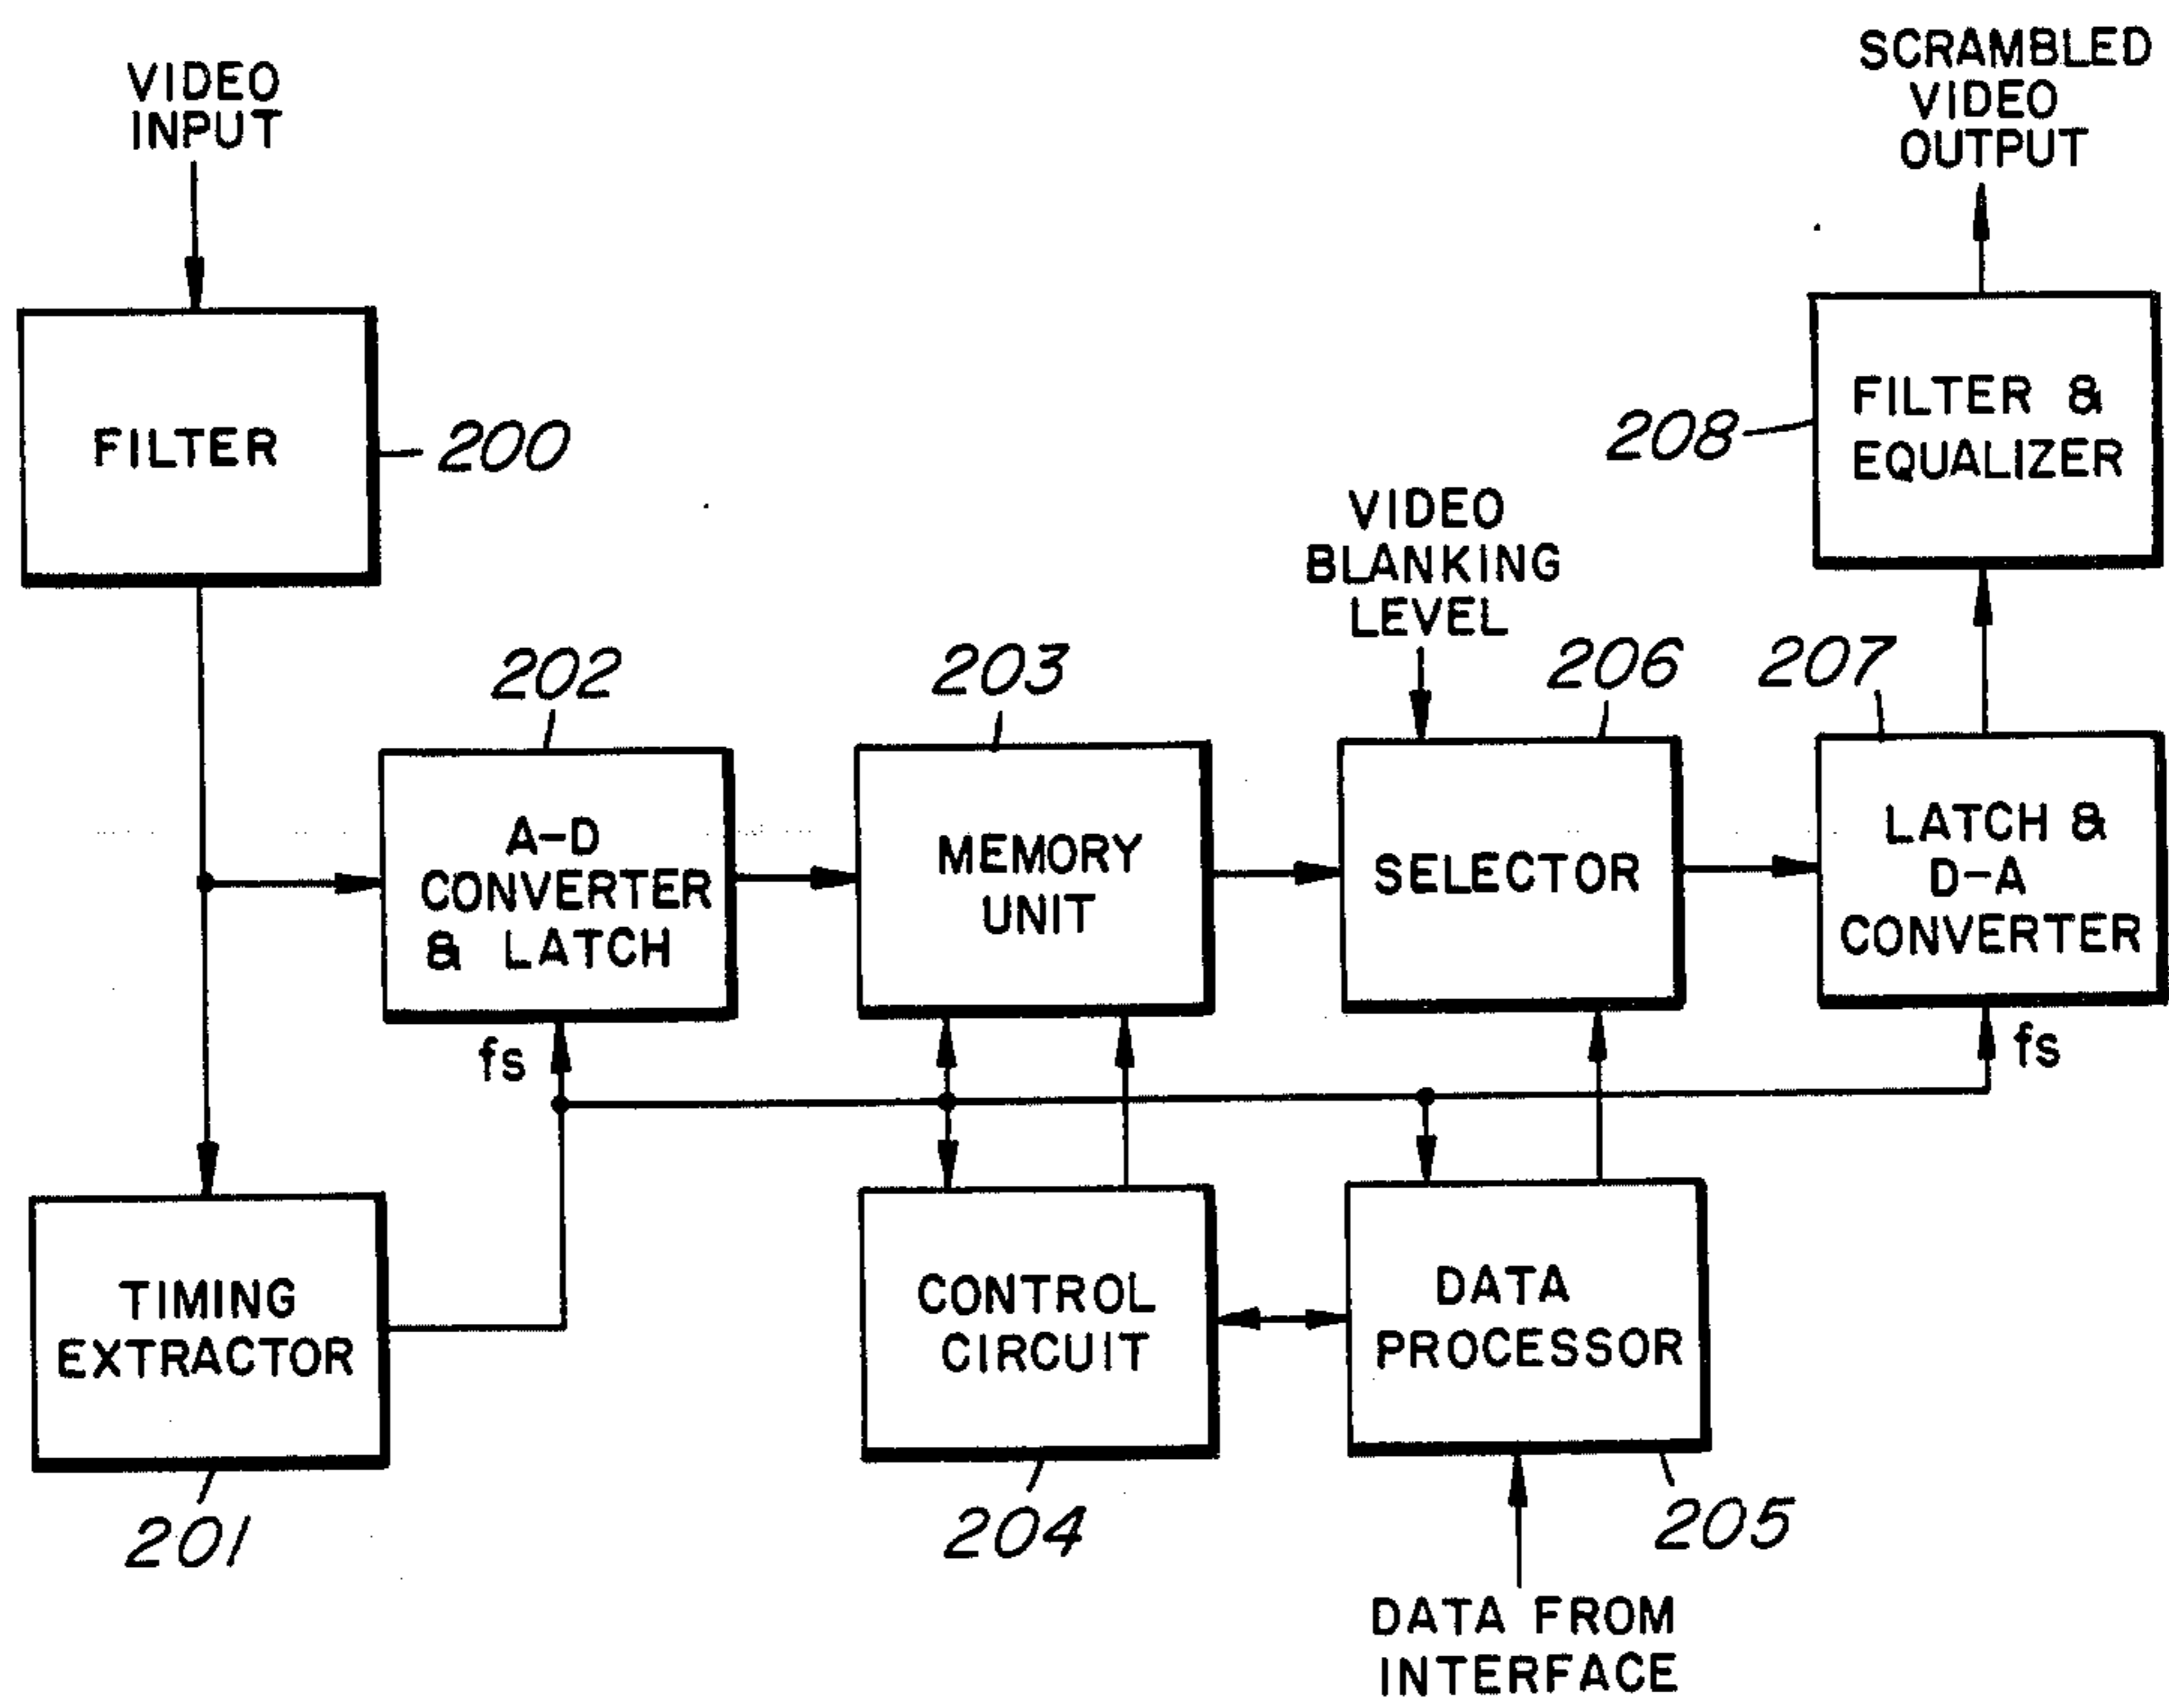 VIDEO
INPUT
SCRAMBLED
VIDEO
OUTPUT
FILTER
200
208
FILTER &
EQUALIZER
VIDEO
BLANKING
LEVEL
202
203
206
207
A-D
CONVERTER
& LATCH
MEMORY
UNIT
SELECTOR
LATCH &
D-A
CONVERTER
fs
fs
TIMING
EXTRACTOR
CONTROL
CIRCUIT
DATA
PROCESSOR
201
204
205
DATA FROM
INTERFACE